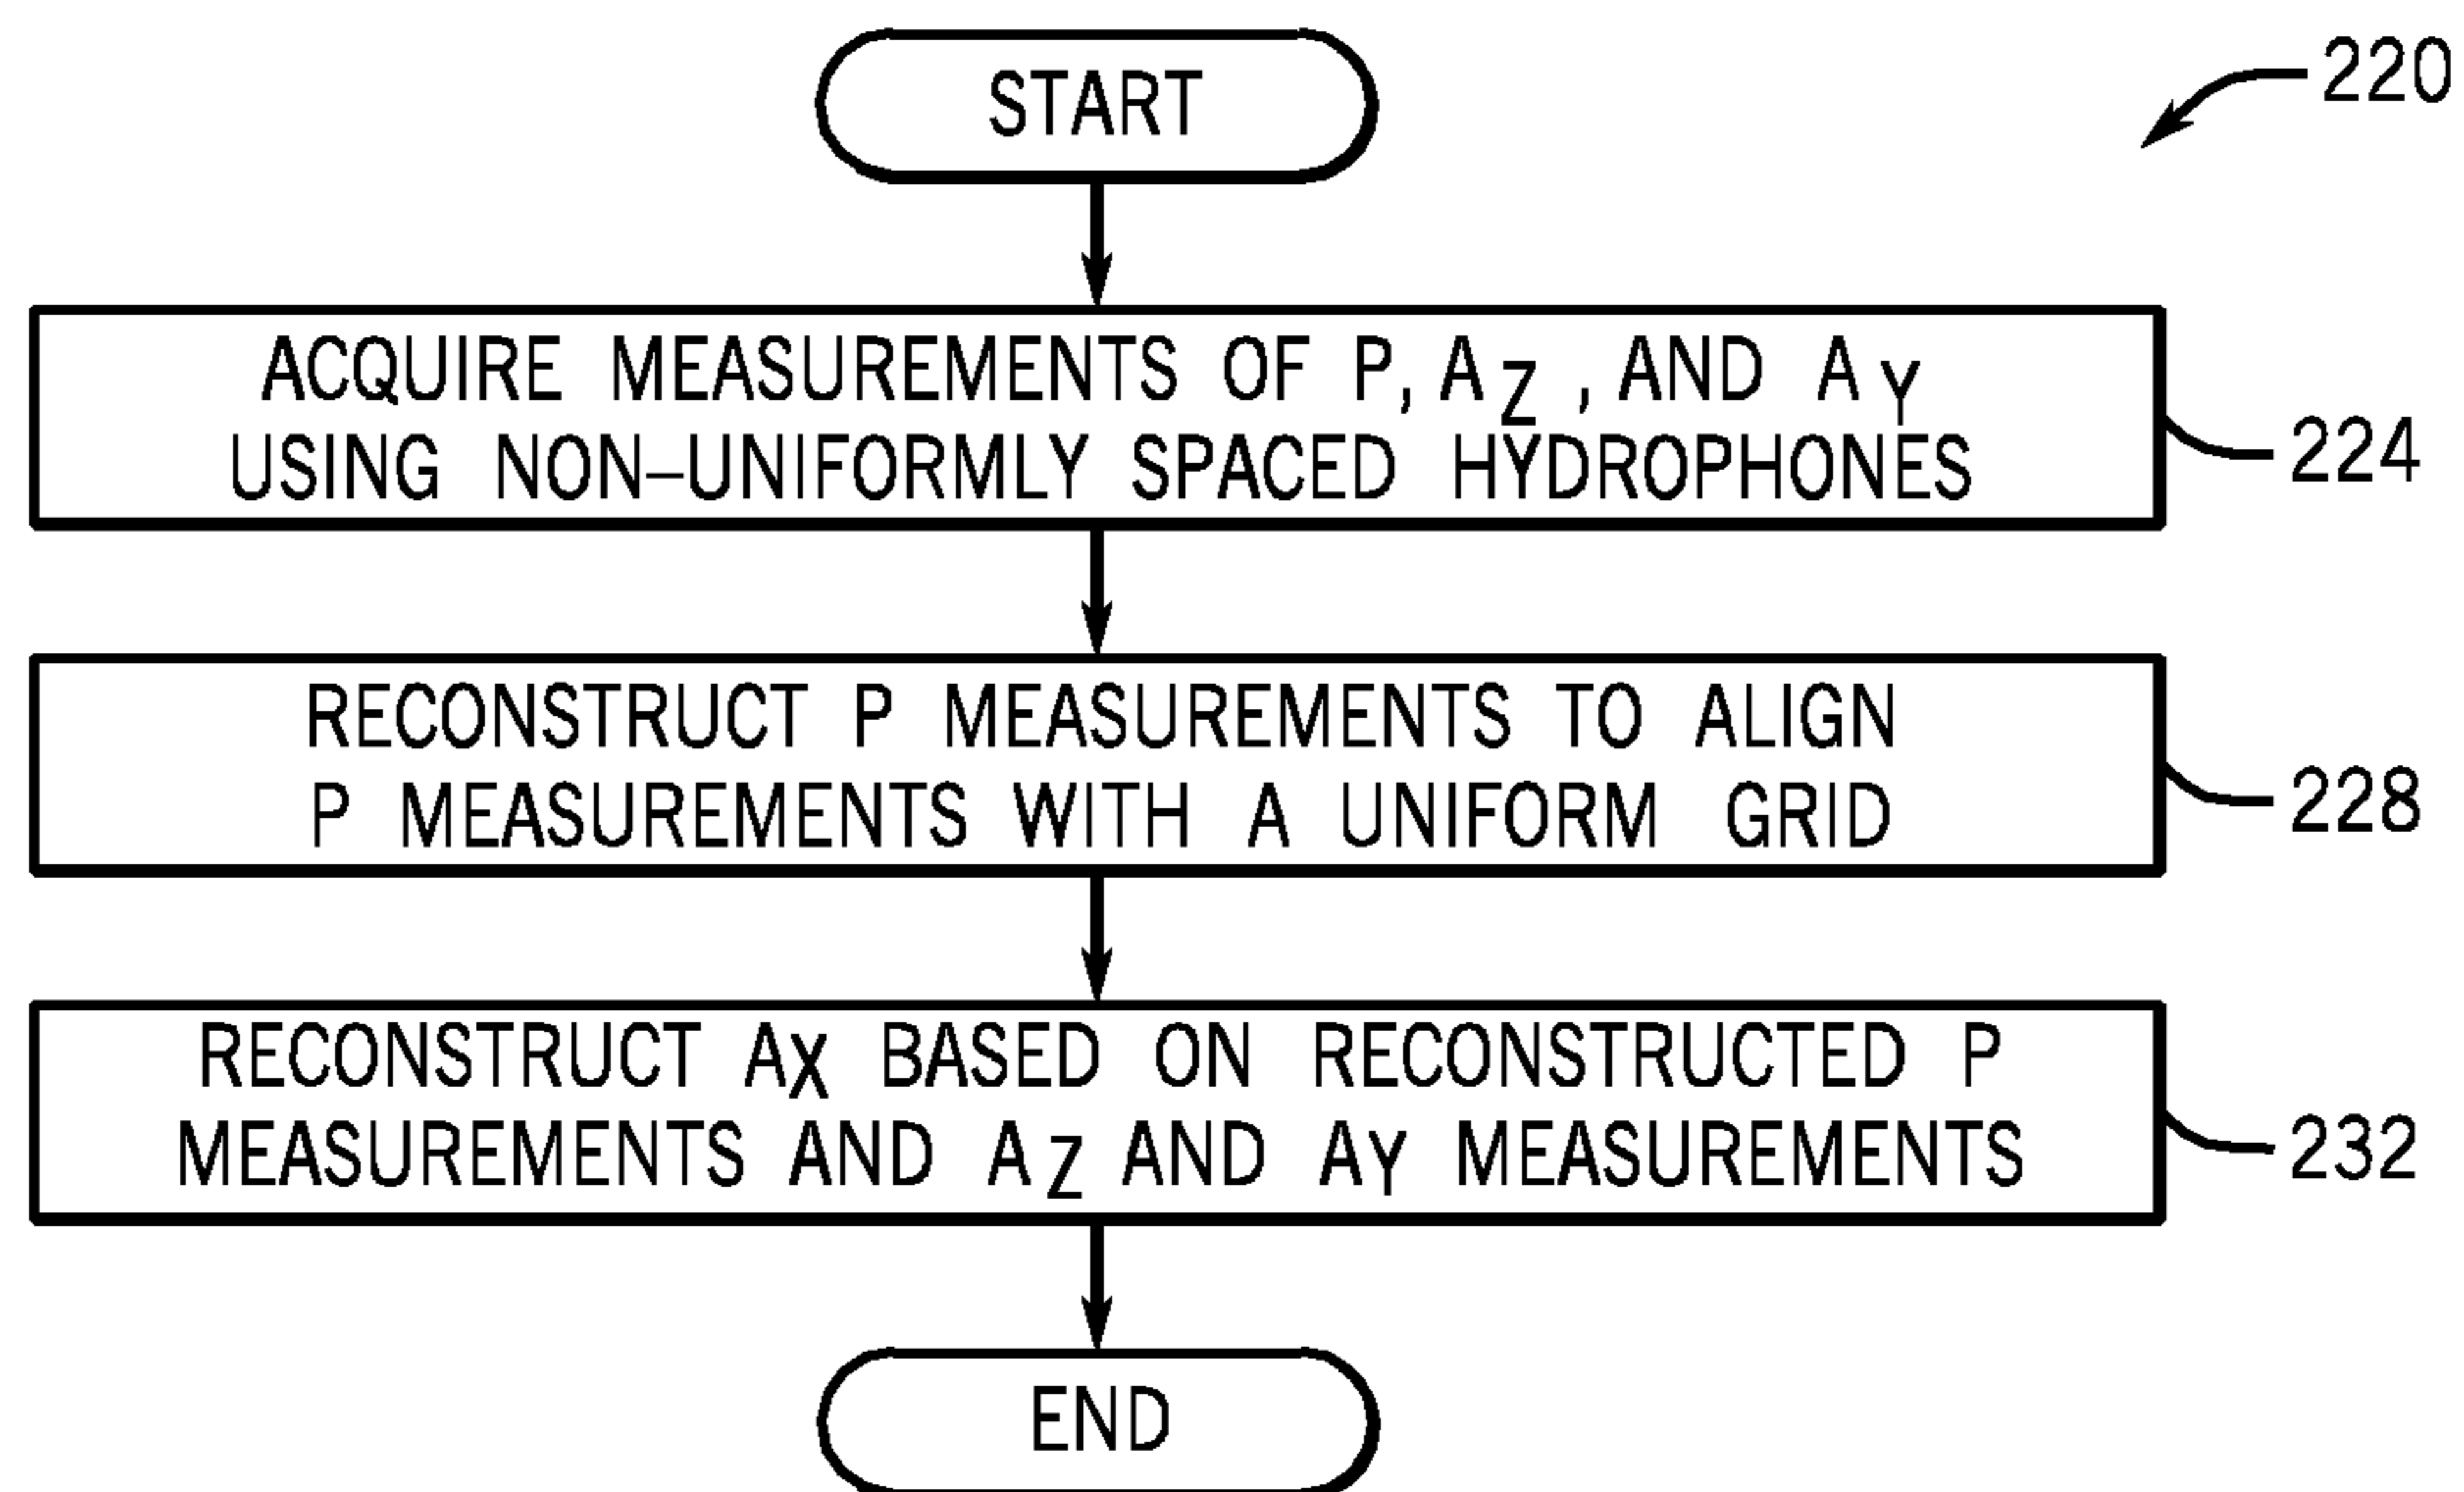 START
220
ACQUIRE MEASUREMENTS OF P, AZ, AND AY
USING NON-UNIFORMLY SPACED HYDROPHONES
224
RECONSTRUCT P MEASUREMENTS TO ALIGN
P MEASUREMENTS WITH A UNIFORM GRID
228
RECONSTRUCT AX BASED ON RECONSTRUCTED P
MEASUREMENTS AND AZ AND AY MEASUREMENTS
232
END